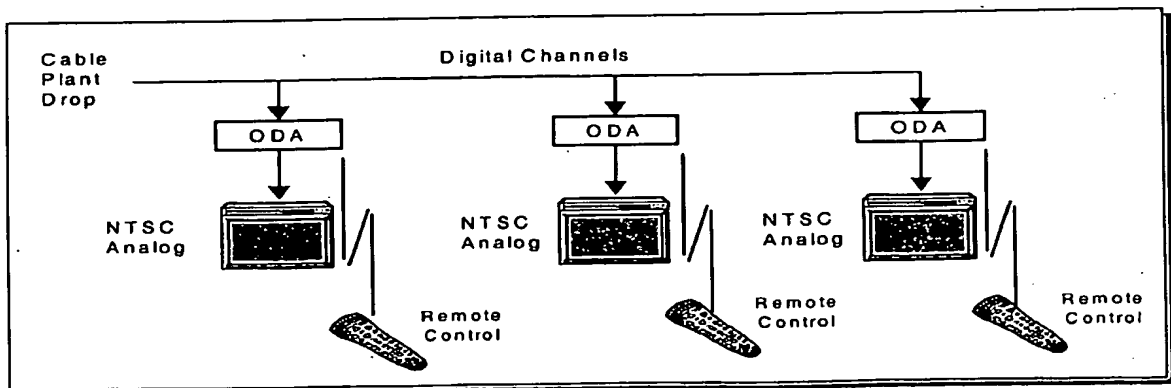 Cable
Plant
Drop
Digital Channels
ODA
ODA
ODA
NTSC
Analog
NTSC
Analog
NTSC
Analog
Remote
Control
Remote
Control
Remote
Control